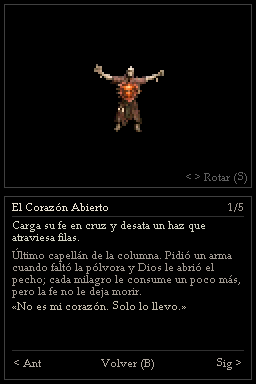 < > Rotar (S)
El Corazón Abierto 1/5
Carga su fe en cruz y desata un haz que
atraviesa filas.
Último capellán de la columna. Pidió un arma
cuando faltó la pólvora y Dios le abrió el
pecho; cada milagro le consume un poco más,
pero la fe no le deja morir.
«No es mi corazón. Solo lo llevo.»
< Ant Volver (B) Sig >